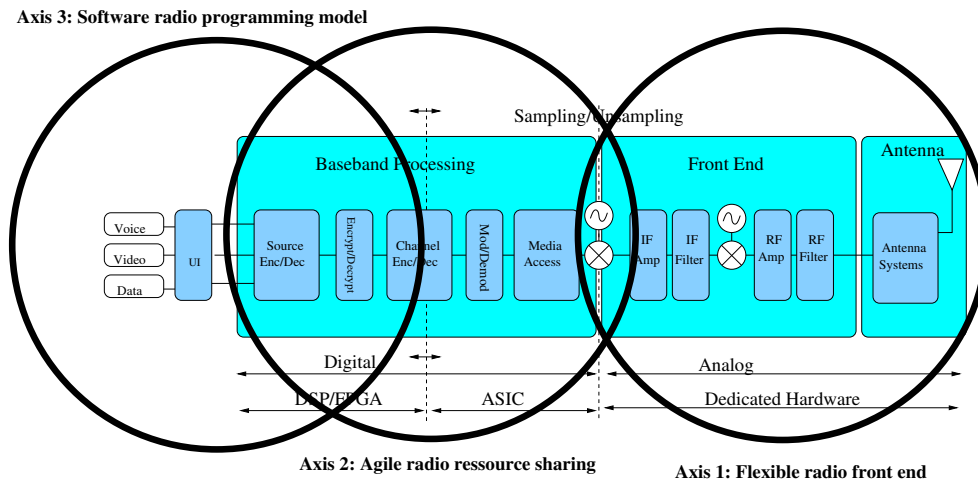 Axis 3: Software radio programming model
Sampling/Upsampling
Baseband Processing
Front End
Antenna
Voice
Video
Data
UI
Source
Enc/Dec
Encrypt/Decrypt
Channel
Enc/Dec
Mod/Demod
Media
Access
IF
Amp
IF
Filter
RF
Amp
RF
Filter
Antenna
Systems
Digital
Analog
DSP/FPGA
ASIC
Dedicated Hardware
Axis 2: Agile radio ressource sharing
Axis 1: Flexible radio front end